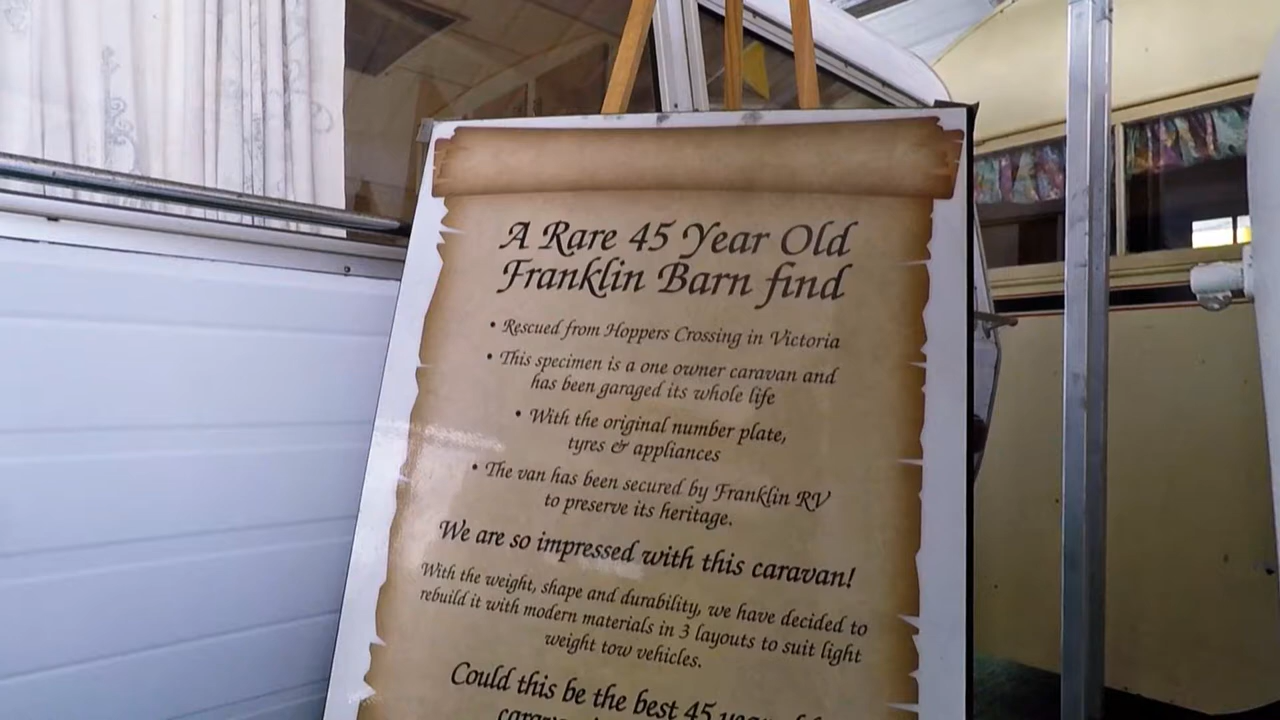 A Rare 45 Year Old
Franklin Barn find
• Rescued from Hoppers Crossing in Victoria
• This specimen is a one owner caravan and
has been garaged its whole life
• With the original number plate,
tyres & appliances
• The van has been secured by Franklin RV
to preserve its heritage.
We are so impressed with this caravan!
With the weight, shape and durability, we have decided to
rebuild it with modern materials in 3 layouts to suit light
weight tow vehicles.
Could this be the best 45 year